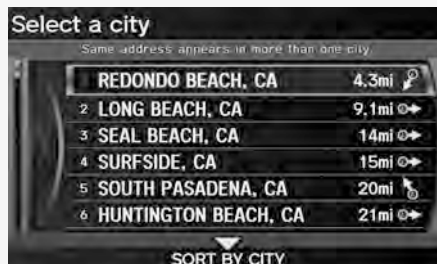 Select a city
Same address appears in more than one city.
REDONDO BEACH, CA 4.3mi
2 LONG BEACH, CA 9.1mi
3 SEAL BEACH, CA 14mi
4 SURFSIDE, CA 15mi
5 SOUTH PASADENA, CA 20mi
6 HUNTINGTON BEACH, CA 21mi
SORT BY CITY